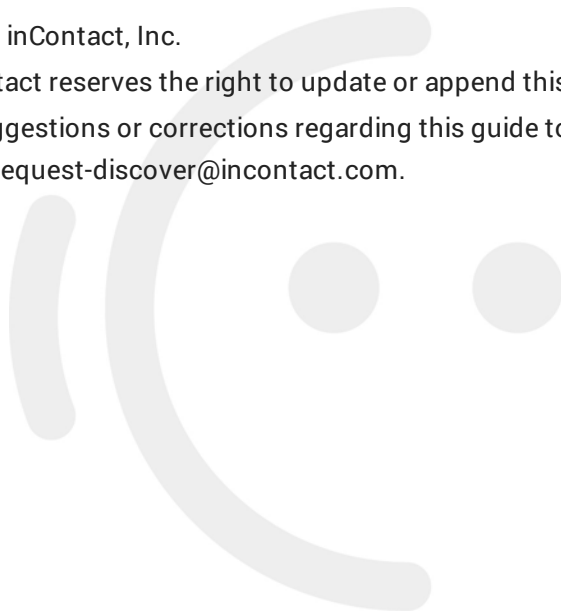 inContact, Inc.
tact reserves the right to update or append this
ggestions or corrections regarding this guide to
equest-discover@incontact.com.